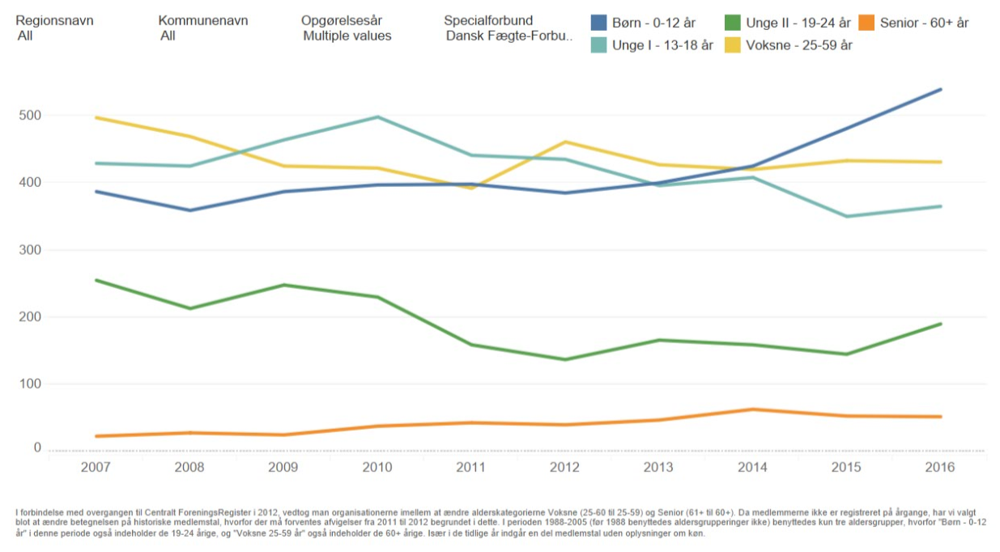 Regionsnavn Kommunenavn Opgørelsesår Specialforbund
All All Multiple values Dansk Fægte-Forbu..
Børn - 0-12 år Unge II - 19-24 år Senior - 60+ år
Unge I - 13-18 år Voksne - 25-59 år
500
400
300
200
100
0
2007 2008 2009 2010 2011 2012 2013 2014 2015 2016
I forbindelse med overgangen til Centralt ForeningsRegister i 2012, vedtog man organisationerne imellem at ændre alderskategorierne Voksne (25-60 til 25-59) og Senior (61+ til 60+). Da medlemmerne ikke er registreret på årgange, har vi valgt
blot at ændre betegnelsen på historiske medlemstal, hvorfor der må forventes afvigelser fra 2011 til 2012 begrundet i dette. I perioden 1988-2005 (før 1988 benyttedes aldersgrupperinger ikke) benyttedes kun tre aldersgrupper, hvorfor "Børn - 0-12
år" i denne periode også indeholder de 19-24 årige, og "Voksne 25-59 år" også indeholder de 60+ årige. Især i de tidlige år indgår en del medlemstal uden oplysninger om køn.